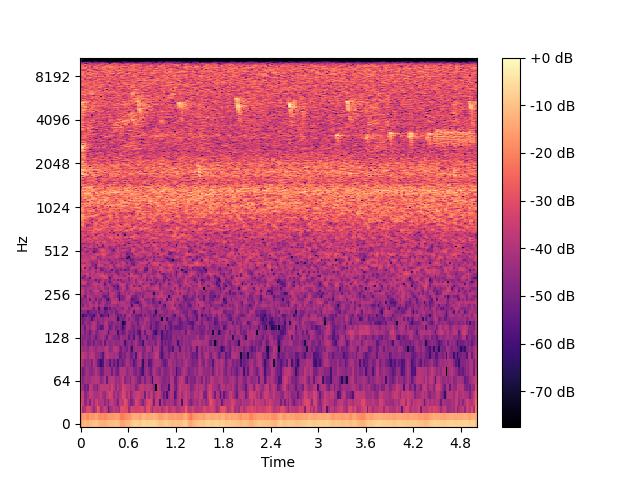 Hz
8192
4096
2048
1024
512
256
128
64
0
0 0.6 1.2 1.8 2.4 3 3.6 4.2 4.8
Time
+0 dB
-10 dB
-20 dB
-30 dB
-40 dB
-50 dB
-60 dB
-70 dB